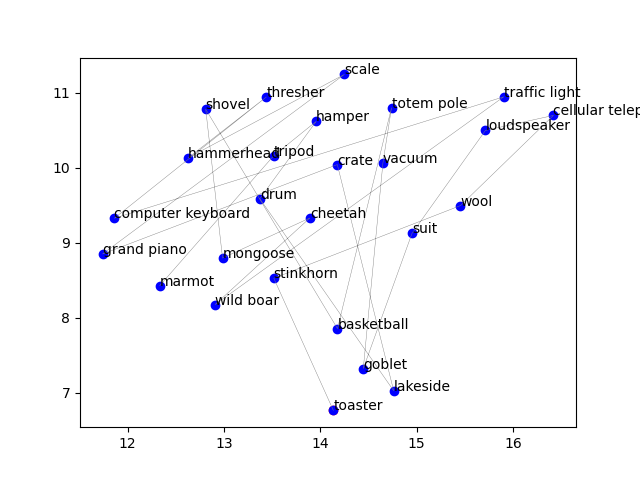 scale
thresher
traffic light
shovel
totem pole
cellular telep
hamper
loudspeaker
hammerhead
tripod
crate
vacuum
drum
wool
computer keyboard
cheetah
suit
grand piano
mongoose
stinkhorn
marmot
wild boar
basketball
goblet
lakeside
toaster
11
10
9
8
7
12
13
14
15
16